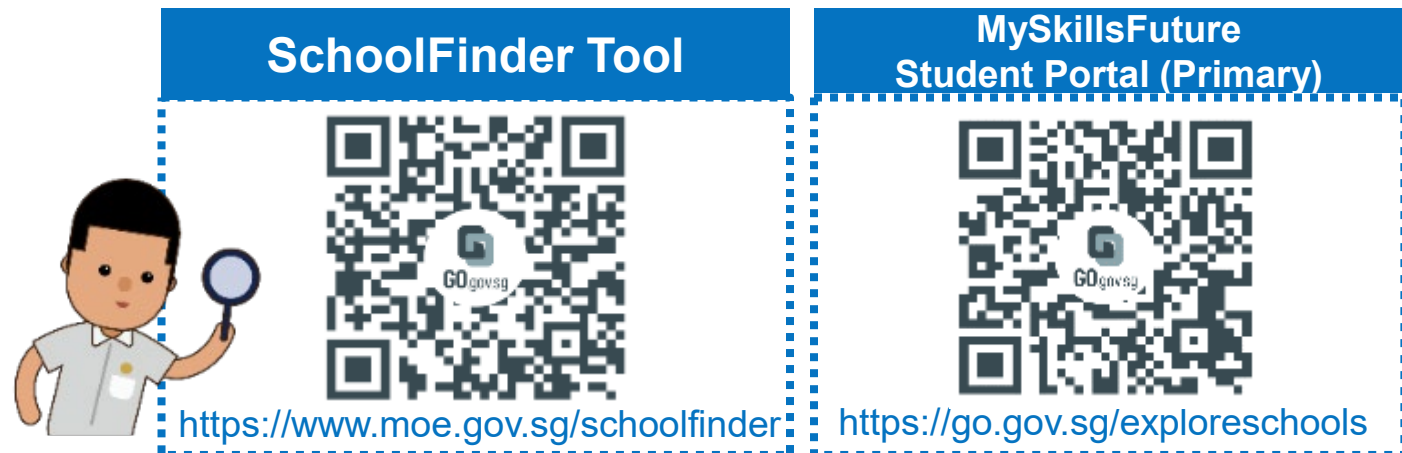 SchoolFinder Tool
GOgovsg
https://www.moe.gov.sg/schoolfinder
MySkillsFuture
Student Portal (Primary)
GOgovsg
https://go.gov.sg/exploreschools